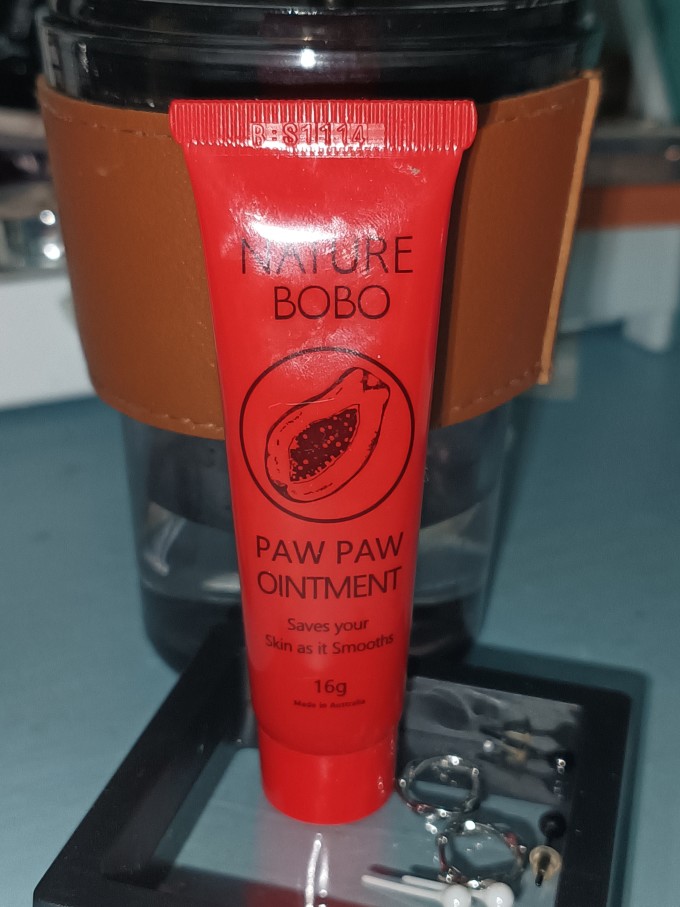 B:S1114
NATURE
BOBO
PAW PAW
OINTMENT
Saves your
Skin as it Smooths
16g
Made in Australia